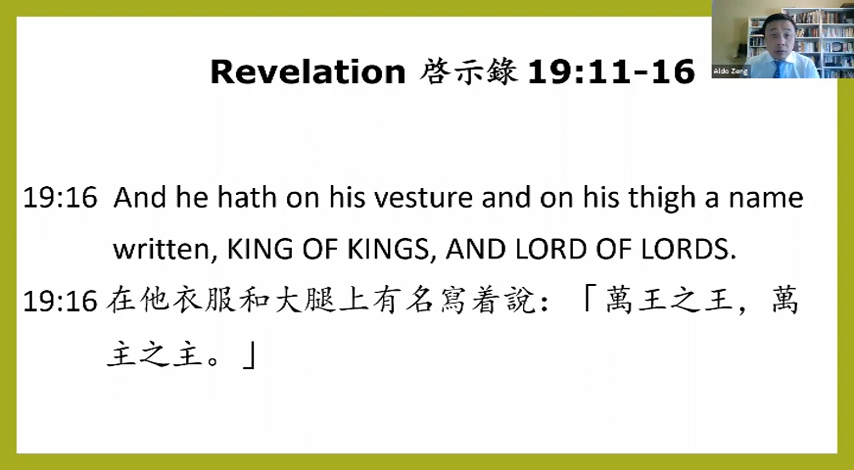 Revelation 啓示錄 19:11-16
Aldo Zeng
19:16 And he hath on his vesture and on his thigh a name
written, KING OF KINGS, AND LORD OF LORDS.
19:16 在他衣服和大腿上有名寫着說：「萬王之王，萬
主之主。」